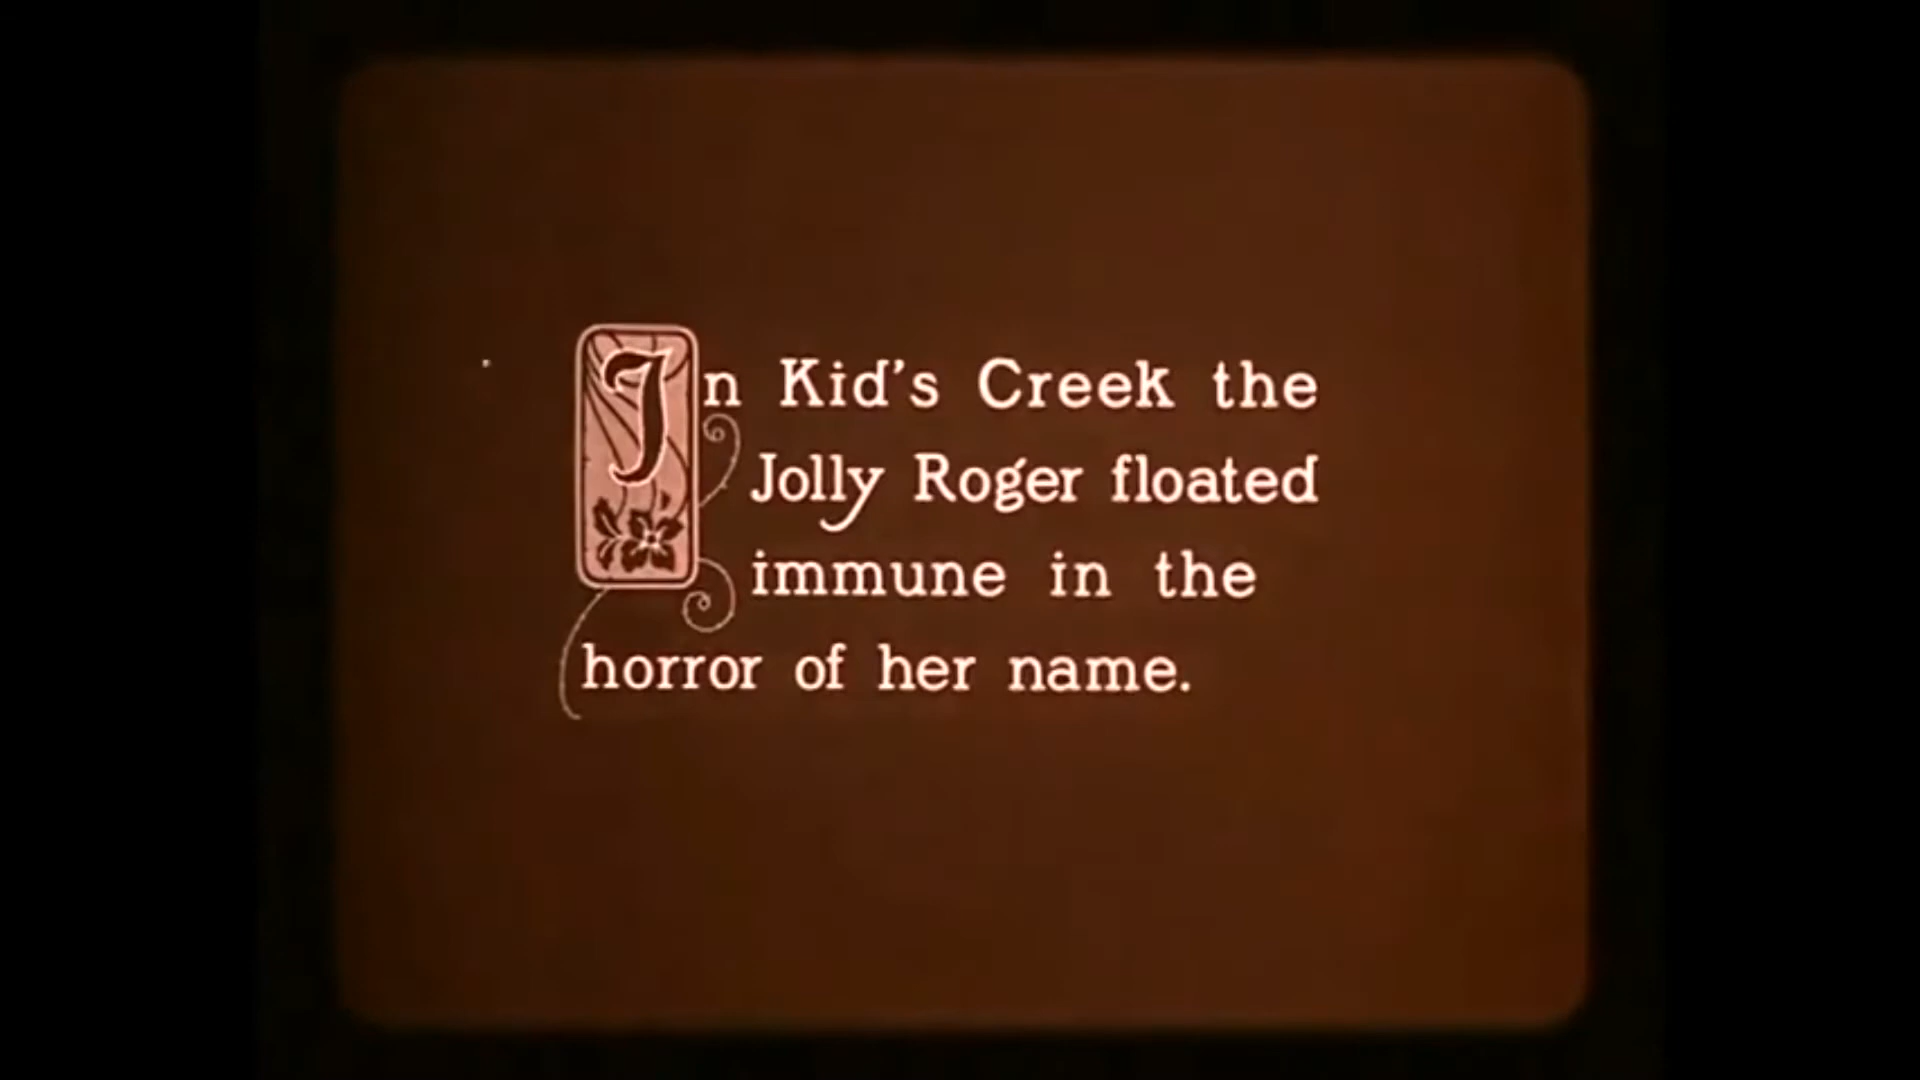 In Kid's Creek the
Jolly Roger floated
immune in the
horror of her name.